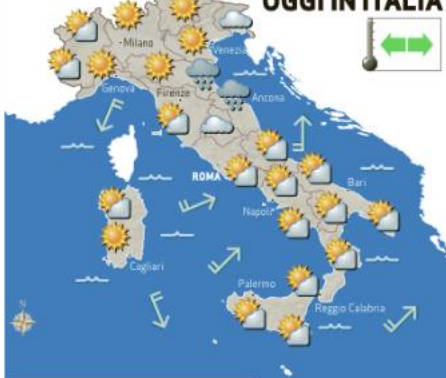 OGGI IN ITALIA
-Milano
Venezia
Genova
Firenze
Ancona
ROMA
Bari
Napoli
Cagliari
Palermo
Reggio Calabria
N